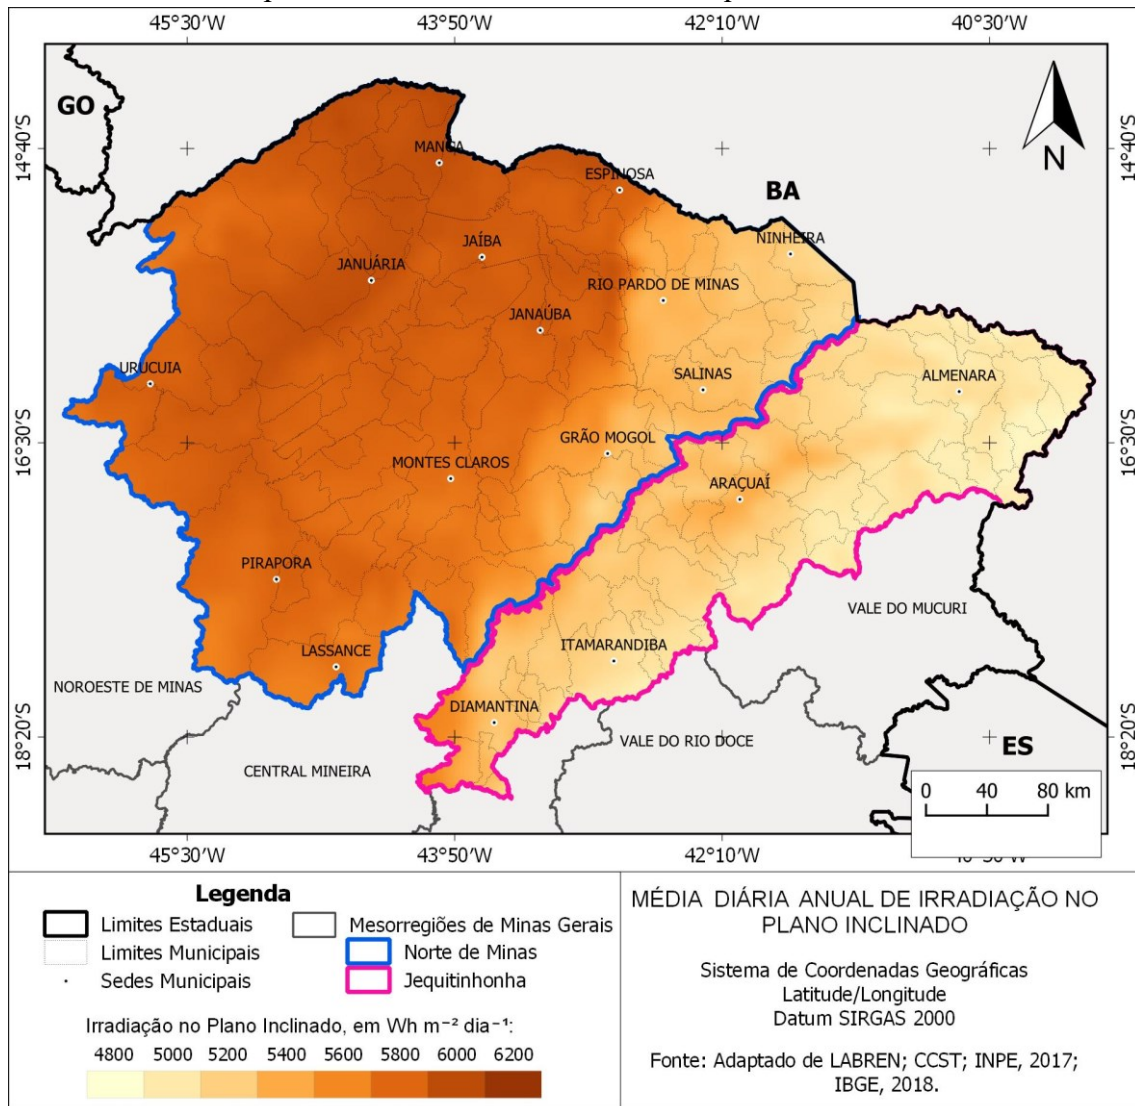 45°30'W 43°50'W 42°10'W 40°30'W
GO
14°40'S
MANGA
14°40'S
N
ESPINOSA
BA
NINHEIRA
JAÍBA
JANUÁRIA
RIO PARDO DE MINAS
JANAÚBA
URUCUIA
SALINAS
ALMENARA
16°30'S
GRÃO MOGOL
16°30'S
MONTES CLAROS
ARAÇUAÍ
PIRAPORA
VALE DO MUCURI
LASSANCE
ITAMARANDIBA
NOROESTE DE MINAS
DIAMANTINA
18°20'S
VALE DO RIO DOCE
ES
18°20'S
CENTRAL MINEIRA
0 40 80 km
45°30'W 43°50'W 42°10'W
Legenda
Limites Estaduais
Mesorregiões de Minas Gerais
Limites Municipais
Norte de Minas
Sedes Municipais
Jequitinhonha
Irradiação no Plano Inclinado, em Wh m⁻² dia⁻¹:
4800 5000 5200 5400 5600 5800 6000 6200
MÉDIA DIÁRIA ANUAL DE IRRADIAÇÃO NO
PLANO INCLINADO
Sistema de Coordenadas Geográficas
Latitude/Longitude
Datum SIRGAS 2000
Fonte: Adaptado de LABREN; CCST; INPE, 2017;
IBGE, 2018.